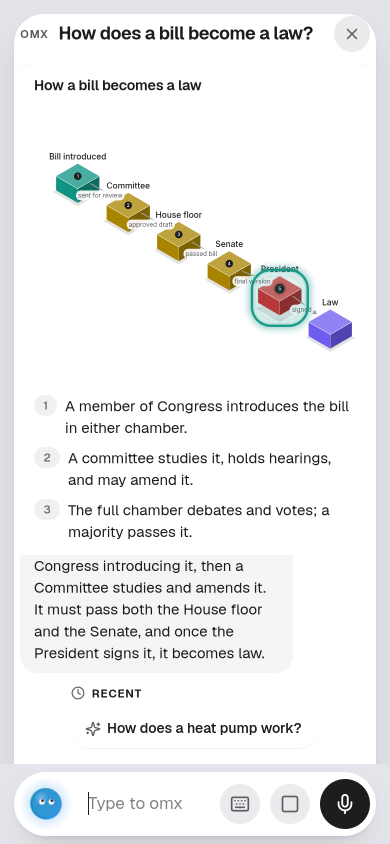 OMX How does a bill become a law?
How a bill becomes a law
Bill introduced
1
sent for review
Committee
2
approved draft
House floor
3
passed bill
Senate
4
final version
President
5
signed
Law
1 A member of Congress introduces the bill
in either chamber.
2 A committee studies it, holds hearings,
and may amend it.
3 The full chamber debates and votes; a
majority passes it.
Congress introducing it, then a
Committee studies and amends it.
It must pass both the House floor
and the Senate, and once the
President signs it, it becomes law.
RECENT
How does a heat pump work?
Type to omx